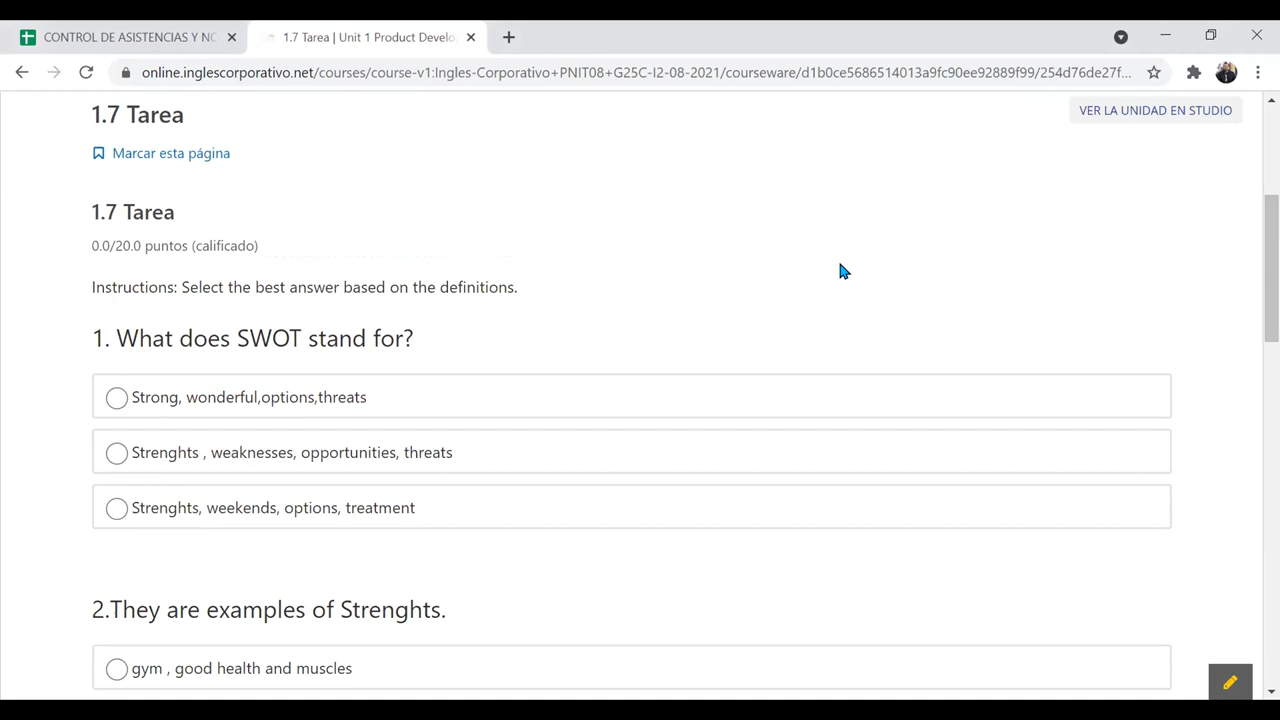 CONTROL DE ASISTENCIAS Y NO
1.7 Tarea | Unit 1 Product Develo
online.inglescorporativo.net/courses/course-v1:Ingles-Corporativo+PNIT08+G25C-I2-08-2021/courseware/d1b0ce5686514013a9fc90ee92889f99/254d76de27f...
1.7 Tarea
VER LA UNIDAD EN STUDIO
Marcar esta página
1.7 Tarea
0.0/20.0 puntos (calificado)
Instructions: Select the best answer based on the definitions.
1. What does SWOT stand for?
Strong, wonderful,options,threats
Strenghts , weaknesses, opportunities, threats
Strenghts, weekends, options, treatment
2.They are examples of Strenghts.
gym , good health and muscles